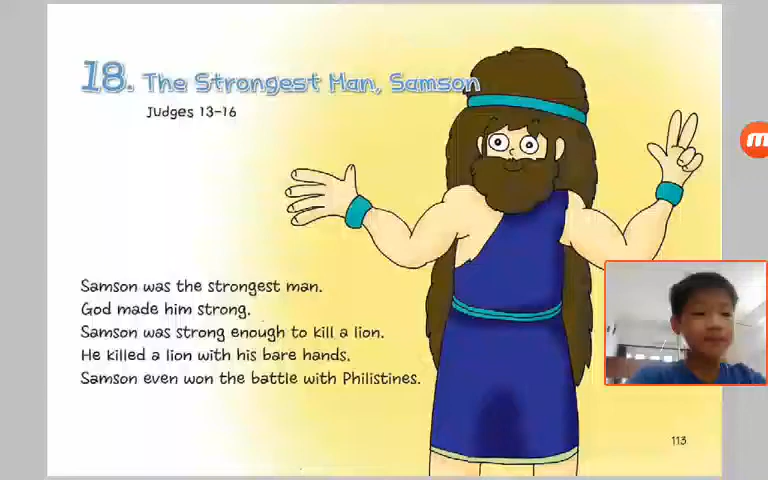 18. The Strongest Man, Samson
Judges 13-16
Samson was the strongest man.
God made him strong.
Samson was strong enough to kill a lion.
He killed a lion with his bare hands.
Samson even won the battle with Philistines.
113
m